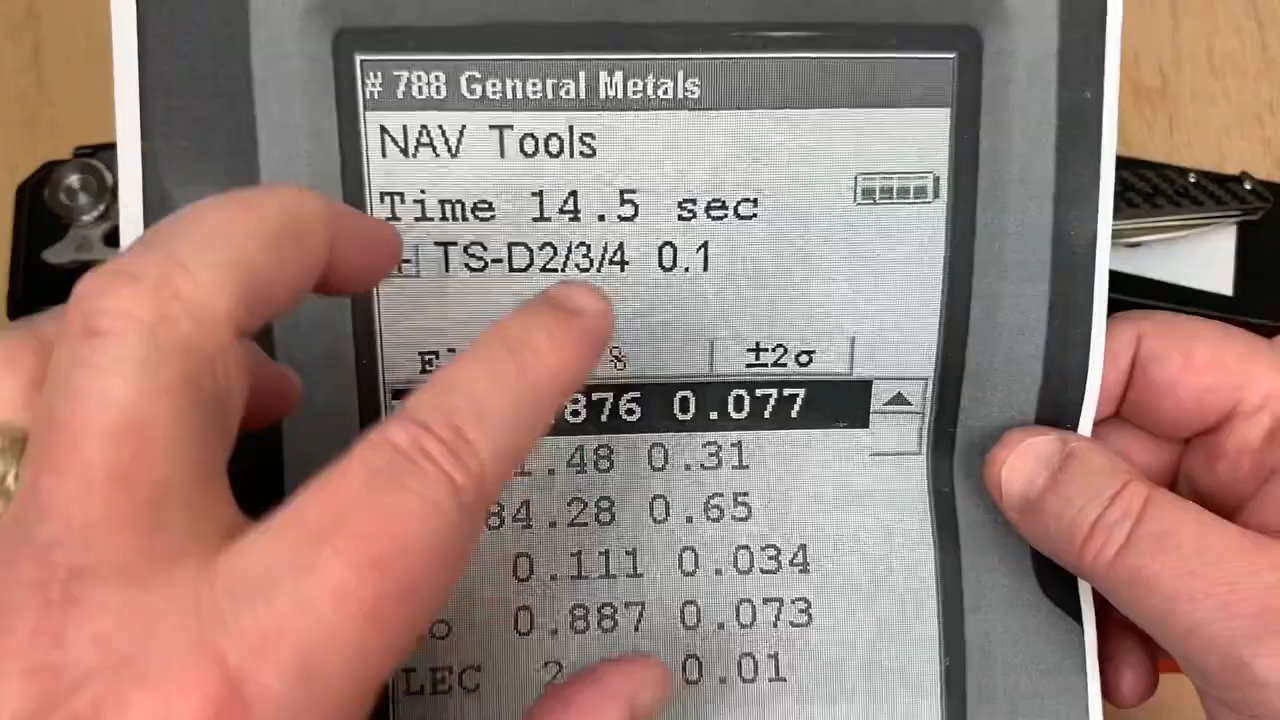 # 788 General Metals
NAV Tools
Time 14.5 sec
TS-D2/3/4 0.1
% ±2σ
.876 0.077
.48 0.31
84.28 0.65
0.111 0.034
0.887 0.073
LEC 2 0.01